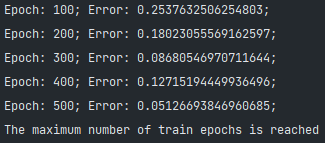 Epoch: 100; Error: 0.2537632506254803;
Epoch: 200; Error: 0.18023055569162597;
Epoch: 300; Error: 0.08680546970711644;
Epoch: 400; Error: 0.12715194449936496;
Epoch: 500; Error: 0.05126693846960685;
The maximum number of train epochs is reached